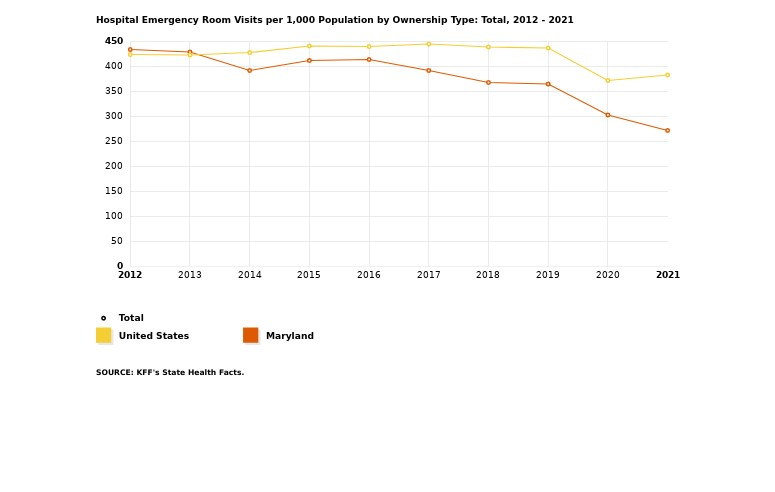 Hospital Emergency Room Visits per 1,000 Population by Ownership Type: Total, 2012 - 2021
450
400
350
300
250
200
150
100
50
0
2012 2013 2014 2015 2016 2017 2018 2019 2020 2021
Total
United States Maryland
SOURCE: KFF's State Health Facts.